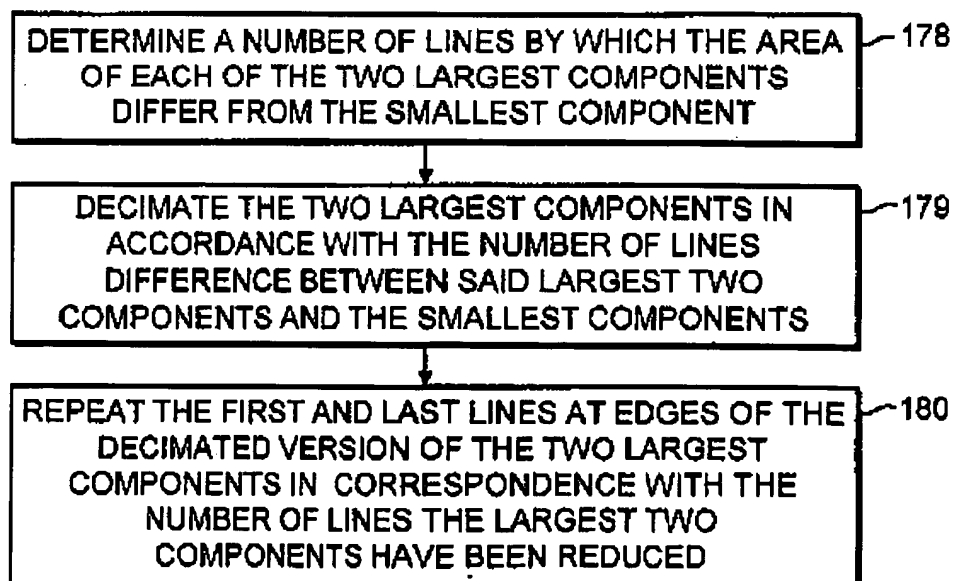 DETERMINE A NUMBER OF LINES BY WHICH THE AREA
OF EACH OF THE TWO LARGEST COMPONENTS
DIFFER FROM THE SMALLEST COMPONENT
178
DECIMATE THE TWO LARGEST COMPONENTS IN
ACCORDANCE WITH THE NUMBER OF LINES
DIFFERENCE BETWEEN SAID LARGEST TWO
COMPONENTS AND THE SMALLEST COMPONENTS
179
REPEAT THE FIRST AND LAST LINES AT EDGES OF THE
DECIMATED VERSION OF THE TWO LARGEST
COMPONENTS IN CORRESPONDENCE WITH THE
NUMBER OF LINES THE LARGEST TWO
COMPONENTS HAVE BEEN REDUCED
180